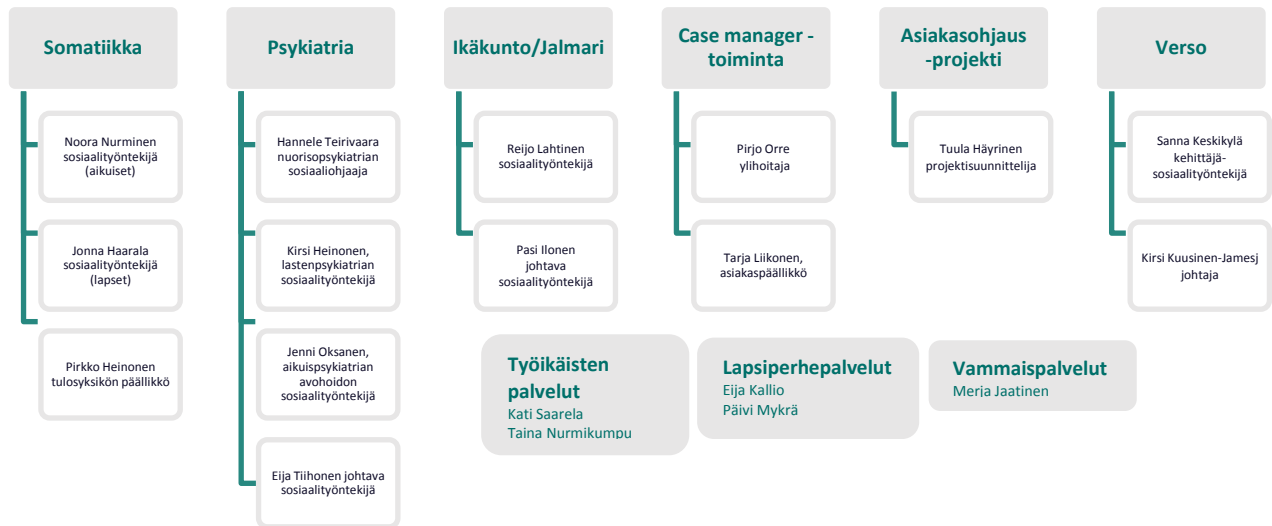 Somatiikka
Noora Nurminen
sosiaalityöntekijä
(aikuiset)
Jonna Haarala
sosiaalityöntekijä
(lapset)
Pirkko Heinonen
tulosyksikön päällikkö
Psykiatria
Hannele Teirivaara
nuorisopsykiatrian
sosiaaliohjaaja
Kirsi Heinonen,
lastenpsykiatrian
sosiaalityöntekijä
Jenni Oksanen,
aikuispsykiatrian
avohoidon
sosiaalityöntekijä
Eija Tiihonen johtava
sosiaalityöntekijä
Ikäkunto/Jalmari
Reijo Lahtinen
sosiaalityöntekijä
Pasi Ilonen
johtava
sosiaalityöntekijä
Case manager -
toiminta
Pirjo Orre
ylihoitaja
Tarja Liikonen,
asiakaspäällikkö
Asiakasohjaus
-projekti
Tuula Häyrinen
projektisuunnittelija
Verso
Sanna Keskikylä
kehittäjä-
sosiaalityöntekijä
Kirsi Kuusinen-Jamesj
johtaja
Työikäisten
palvelut
Kati Saarela
Taina Nurmikumpu
Lapsiperhepalvelut
Eija Kallio
Päivi Mykrä
Vammaispalvelut
Merja Jaatinen